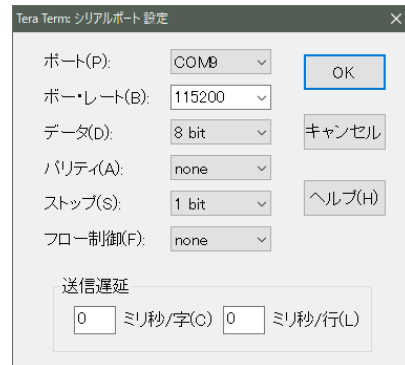 Tera Term: シリアルポート 設定
ポート(P): COM9 OK
ボー・レート(B): 115200
データ(D): 8 bit キャンセル
パリティ(A): none
ストップ(S): 1 bit ヘルプ(H)
フロー制御(F): none
送信遅延
0 ミリ秒/字(C) 0 ミリ秒/行(L)